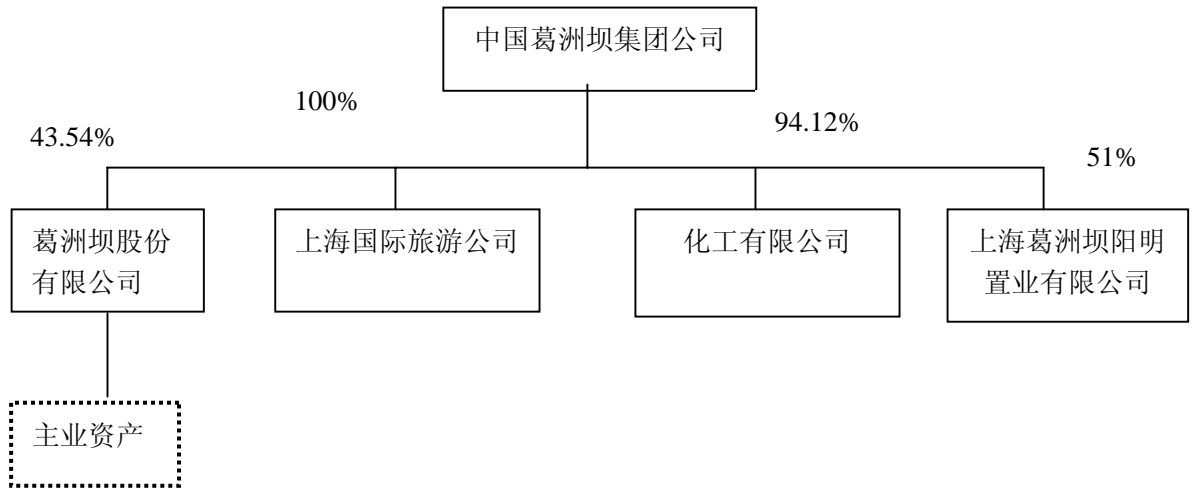 中国葛洲坝集团公司
100%
43.54%
94.12%
51%
葛洲坝股份
有限公司
上海国际旅游公司
化工有限公司
上海葛洲坝阳明
置业有限公司
主业资产